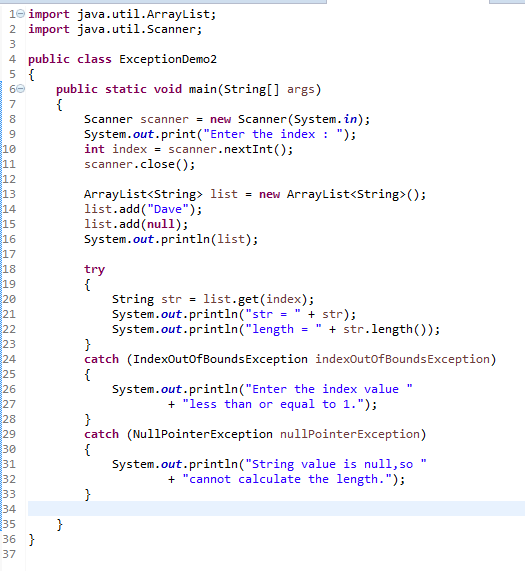 1 import java.util.ArrayList;
2 import java.util.Scanner;
3
4 public class ExceptionDemo2
5 {
6     public static void main(String[] args)
7     {
8         Scanner scanner = new Scanner(System.in);
9         System.out.print("Enter the index : ");
10         int index = scanner.nextInt();
11         scanner.close();
12
13         ArrayList<String> list = new ArrayList<String>();
14         list.add("Dave");
15         list.add(null);
16         System.out.println(list);
17
18         try
19         {
20             String str = list.get(index);
21             System.out.println("str = " + str);
22             System.out.println("length = " + str.length());
23         }
24         catch (IndexOutOfBoundsException indexOutOfBoundsException)
25         {
26             System.out.println("Enter the index value "
27                     + "less than or equal to 1.");
28         }
29         catch (NullPointerException nullPointerException)
30         {
31             System.out.println("String value is null,so "
32                     + "cannot calculate the length.");
33         }
34
35     }
36 }
37